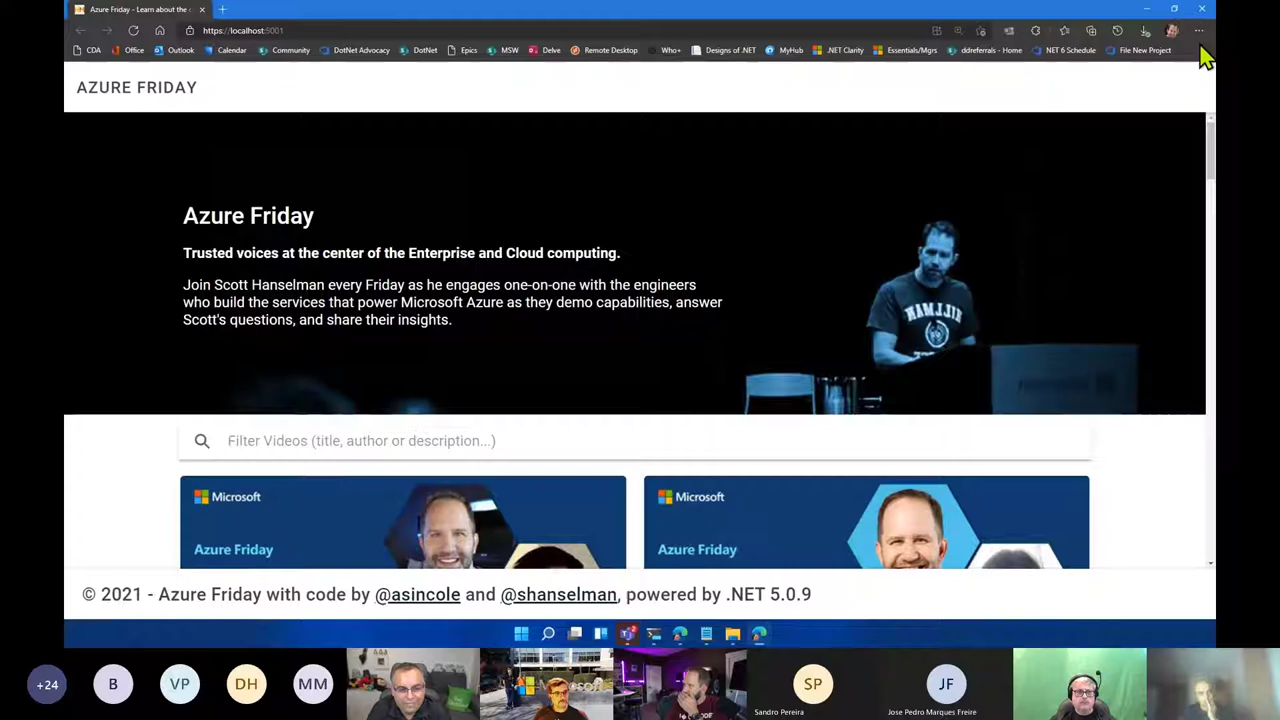 Azure Friday - Learn about the c
https://localhost:5001
CDA Office Outlook Calendar Community DotNet Advocacy DotNet Epics MSW Delve Remote Desktop Who+ Designs of .NET MyHub .NET Clarity Essentials/Mgrs ddreferrals - Home NET 6 Schedule File New Project
AZURE FRIDAY
Azure Friday
Trusted voices at the center of the Enterprise and Cloud computing.
Join Scott Hanselman every Friday as he engages one-on-one with the engineers
who build the services that power Microsoft Azure as they demo capabilities, answer
Scott's questions, and share their insights.
Filter Videos (title, author or description...)
Microsoft
Azure Friday
Microsoft
Azure Friday
© 2021 - Azure Friday with code by @asincole and @shanselman, powered by .NET 5.0.9
+24 B VP DH MM SP JF
Sandro Pereira Jose Pedro Marques Freire